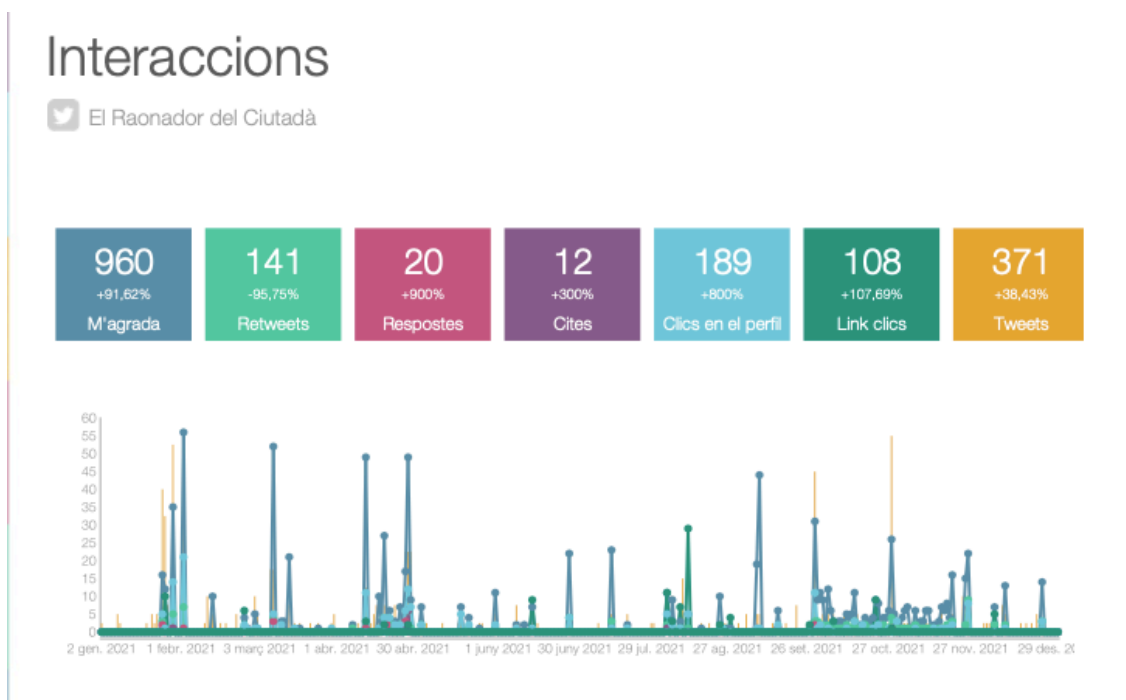 Interaccions
El Raonador del Ciutadà
960
+91,62%
M'agrada
141
-95,75%
Retweets
20
+900%
Respostes
12
+300%
Cites
189
+800%
Clics en el perfil
108
+107,69%
Link clics
371
+38,43%
Tweets
60
55
50
45
40
35
30
25
20
15
10
5
0
2 gen. 2021 1 febr. 2021 3 març 2021 1 abr. 2021 30 abr. 2021 1 juny 2021 30 juny 2021 29 jul. 2021 27 ag. 2021 26 set. 2021 27 oct. 2021 27 nov. 2021 29 des. 20